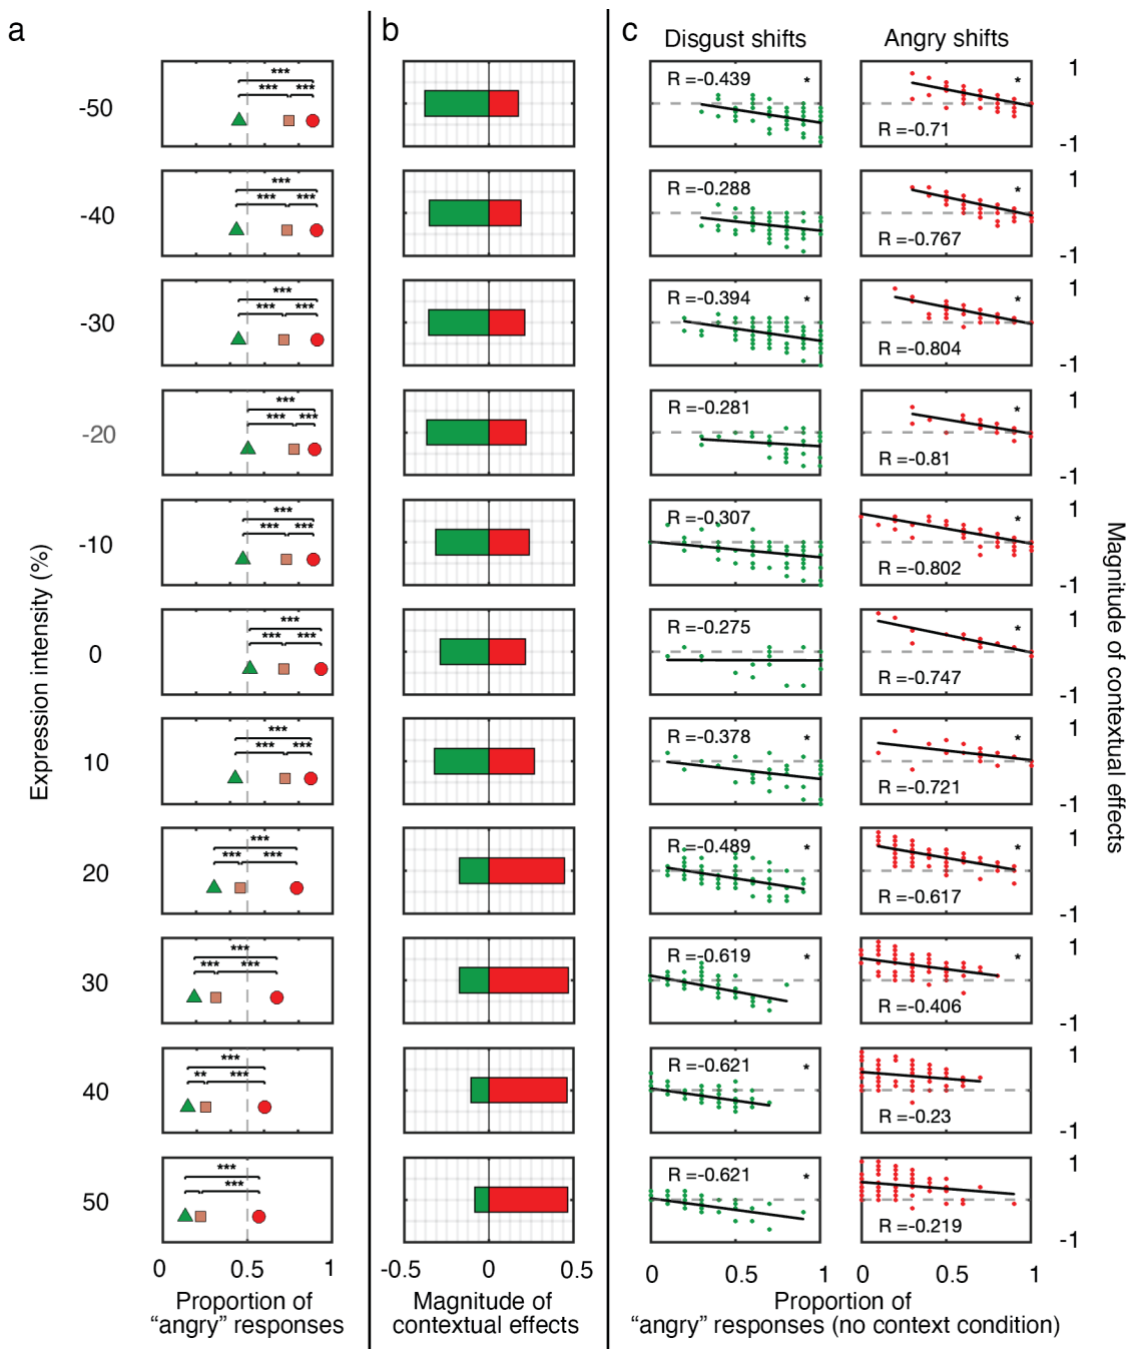 a
b
c
Disgust shifts
Angry shifts
-50
***
***
***
R =-0.439
*
R =-0.71
*
1
-1
-40
***
***
***
R =-0.288
R =-0.767
*
1
-1
-30
***
***
***
R =-0.394
*
R =-0.804
*
1
-1
-20
***
***
***
R =-0.281
R =-0.81
*
1
-1
-10
***
***
***
R =-0.307
R =-0.802
*
1
-1
0
***
***
***
R =-0.275
R =-0.747
*
1
-1
10
***
***
***
R =-0.378
*
R =-0.721
*
1
-1
20
***
***
***
R =-0.489
*
R =-0.617
*
1
-1
30
***
***
***
R =-0.619
*
R =-0.406
*
1
-1
40
***
**
***
R =-0.621
*
R =-0.23
1
-1
50
***
***
R =-0.621
*
R =-0.219
1
-1
Expression intensity (%)
Magnitude of contextual effects
0 0.5 1
-0.5 0 0.5
0 0.5 1
0 0.5 1
Proportion of
"angry" responses
Magnitude of
contextual effects
Proportion of
"angry" responses (no context condition)